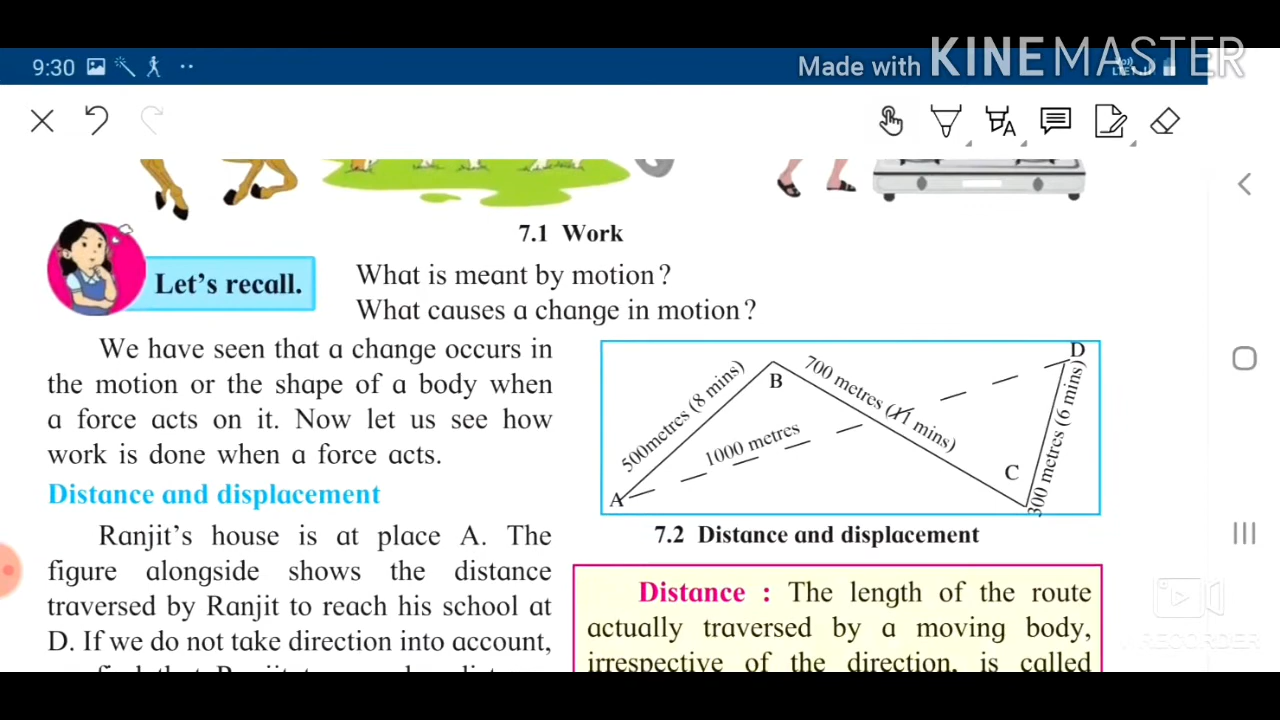 Made with KINEMASTER
9:30
7.1 Work
Let's recall.
What is meant by motion?
What causes a change in motion?
We have seen that a change occurs in
the motion or the shape of a body when
a force acts on it. Now let us see how
work is done when a force acts.
Distance and displacement
Ranjit's house is at place A. The
figure alongside shows the distance
traversed by Ranjit to reach his school at
D. If we do not take direction into account,
A
500metres (8 mins)
B
700 metres (11 mins)
1000 metres
C
300 metres (6 mins)
D
7.2 Distance and displacement
Distance : The length of the route
actually traversed by a moving body,
irrespective of the direction, is called
RECORDER